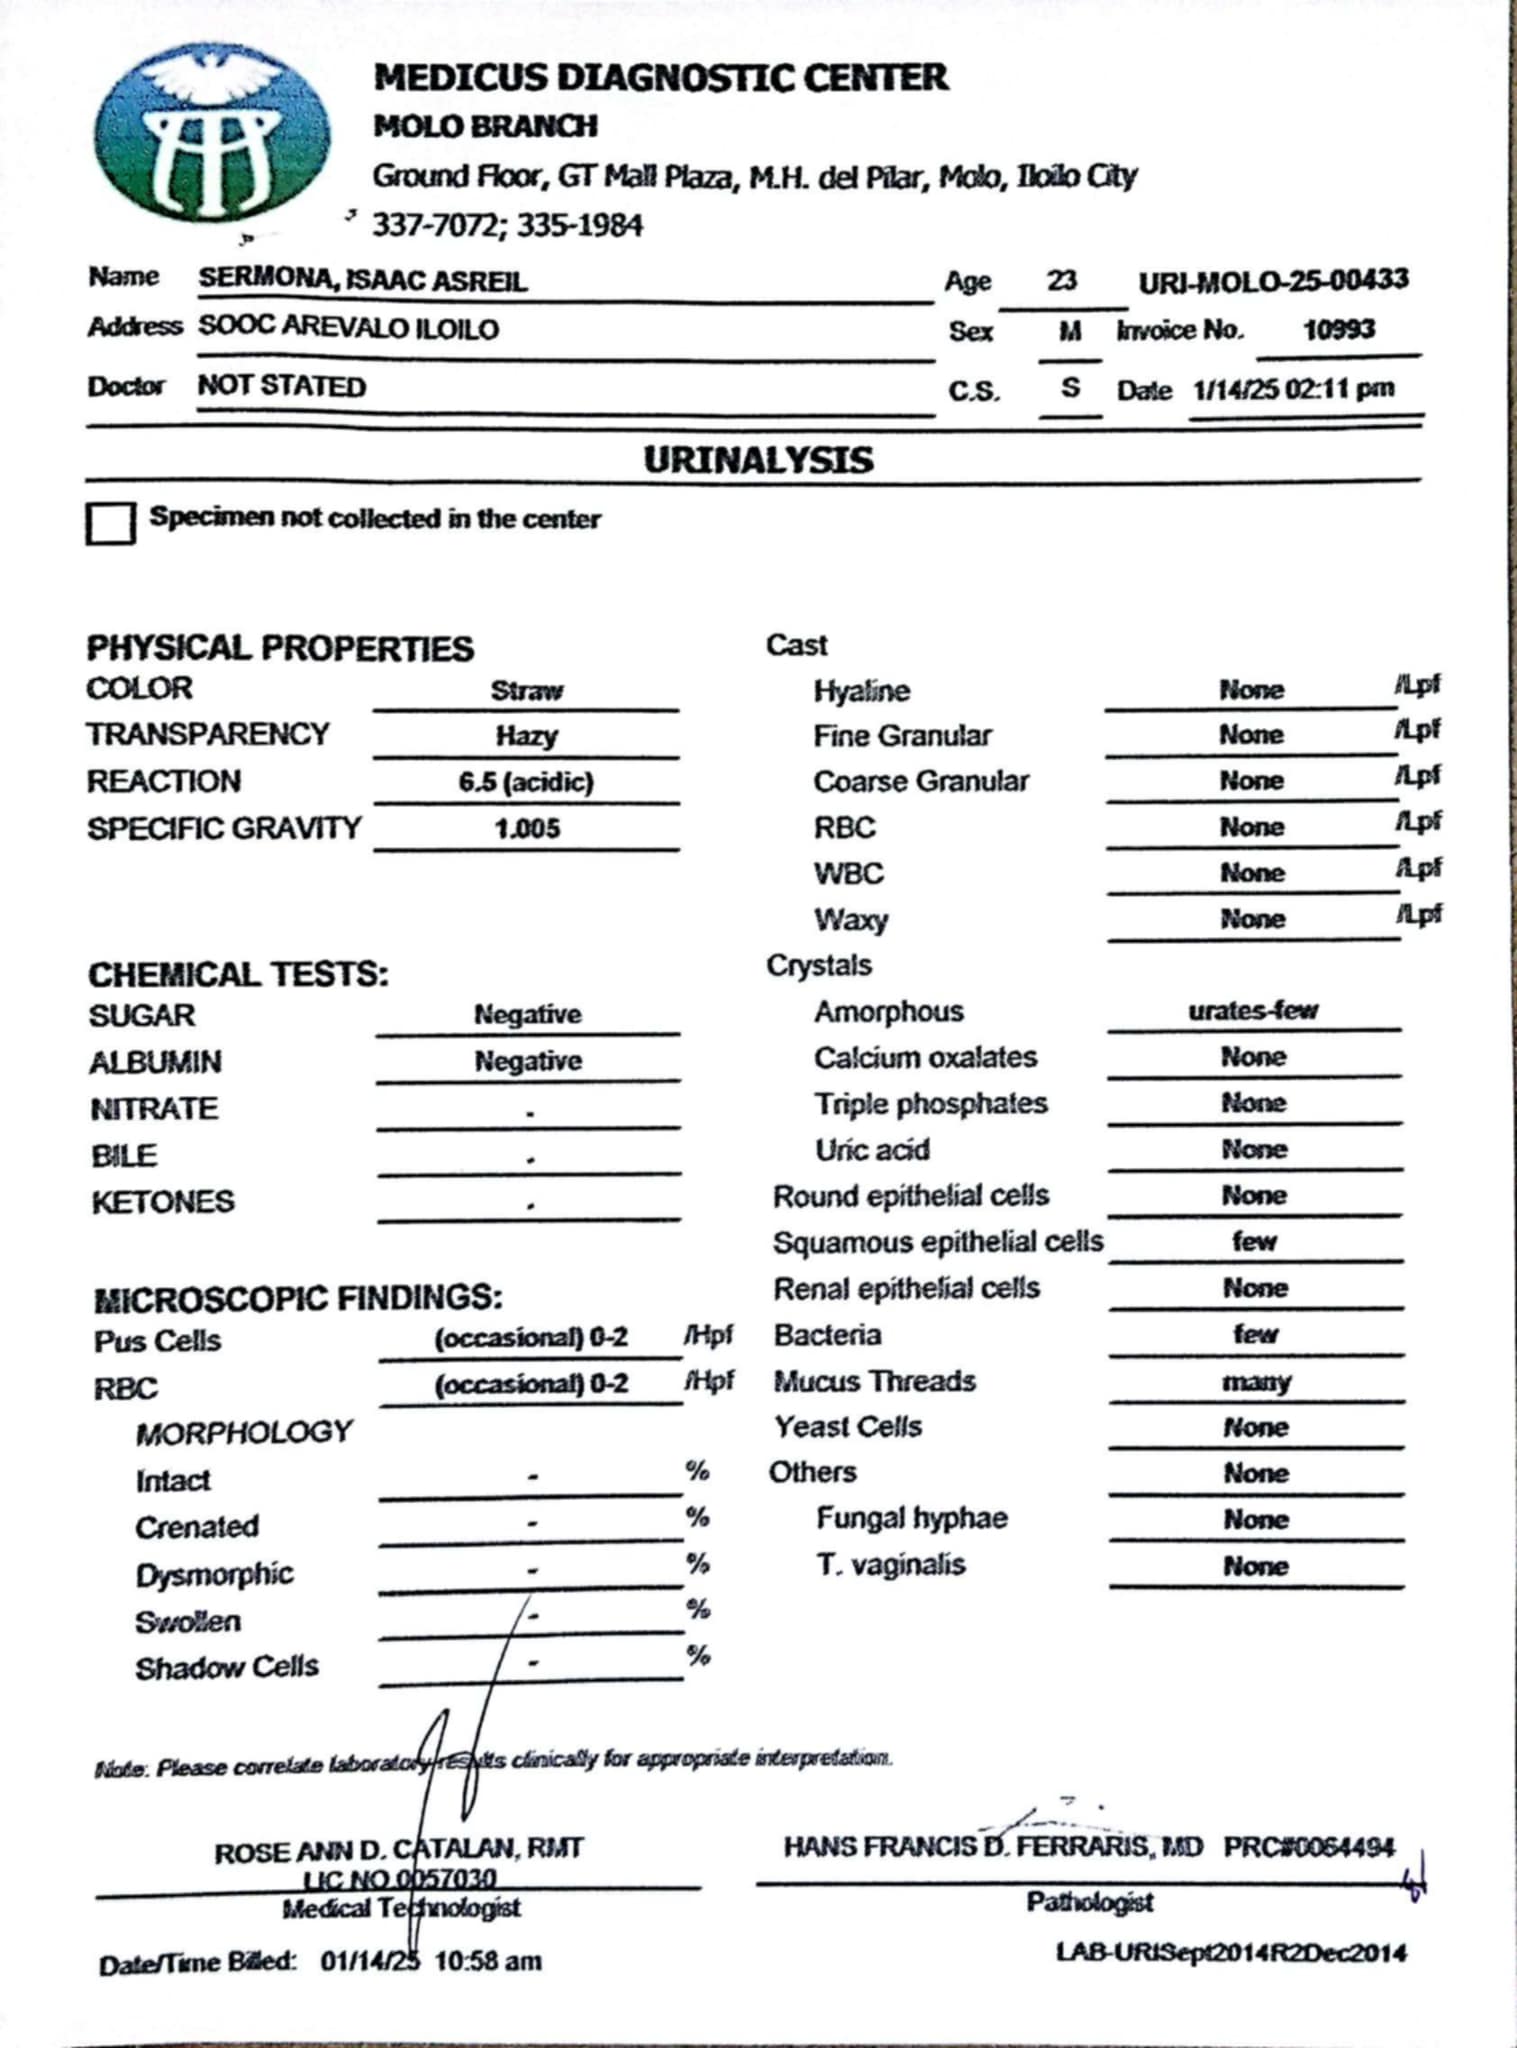 MEDICUS DIAGNOSTIC CENTER
MOLO BRANCH
Ground Floor, GT Mall Plaza, M.H. del Pilar, Molo, Iloilo City
337-7072; 335-1984
Name SERMONA, ISAAC ASREIL Age 23 URI-MOLO-25-00433
Address SOOC AREVALO ILOILO Sex M Invoice No. 10993
Doctor NOT STATED C.S. S Date 1/14/25 02:11 pm
URINALYSIS
Specimen not collected in the center
PHYSICAL PROPERTIES
COLOR Straw
TRANSPARENCY Hazy
REACTION 6.5 (acidic)
SPECIFIC GRAVITY 1.005
CHEMICAL TESTS:
SUGAR Negative
ALBUMIN Negative
NITRATE -
BILE -
KETONES -
MICROSCOPIC FINDINGS:
Pus Cells (occasional) 0-2 /Hpf
RBC (occasional) 0-2 /Hpf
MORPHOLOGY
Intact - %
Crenated - %
Dysmorphic - %
Swollen - %
Shadow Cells - %
Cast
Hyaline None /Lpf
Fine Granular None /Lpf
Coarse Granular None /Lpf
RBC None /Lpf
WBC None /Lpf
Waxy None /Lpf
Crystals
Amorphous urates-few
Calcium oxalates None
Triple phosphates None
Uric acid None
Round epithelial cells None
Squamous epithelial cells few
Renal epithelial cells None
Bacteria few
Mucus Threads many
Yeast Cells None
Others None
Fungal hyphae None
T. vaginalis None
Note: Please correlate laboratory results clinically for appropriate interpretation.
ROSE ANN D. CATALAN, RMT
LIC NO.0057030
Medical Technologist
HANS FRANCIS D. FERRARIS, MD PRC#0064494
Pathologist
Date/Time Billed: 01/14/25 10:58 am
LAB-URISept2014R2Dec2014